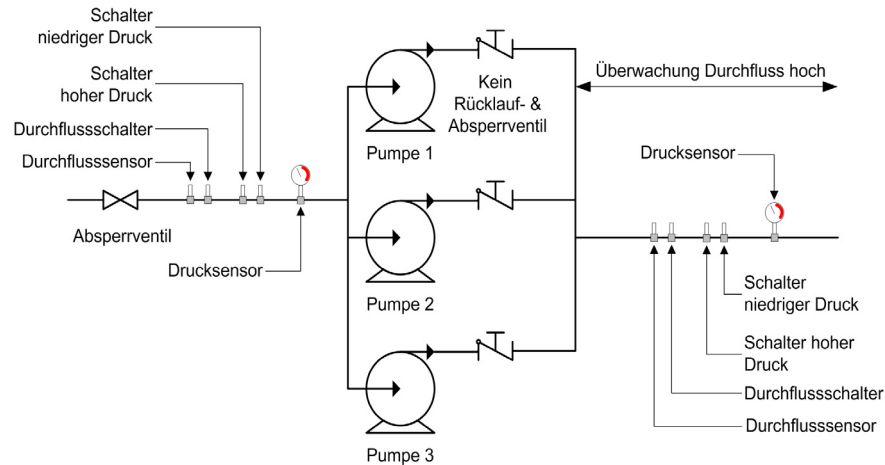 Schalter
niedriger Druck
Schalter
hoher Druck
Durchflussschalter
Durchflusssensor
Absperrventil
Drucksensor
Pumpe 1
Kein
Rücklauf- &
Absperrventil
Pumpe 2
Pumpe 3
Überwachung Durchfluss hoch
Drucksensor
Schalter
niedriger Druck
Schalter hoher
Druck
Durchflussschalter
Durchflusssensor